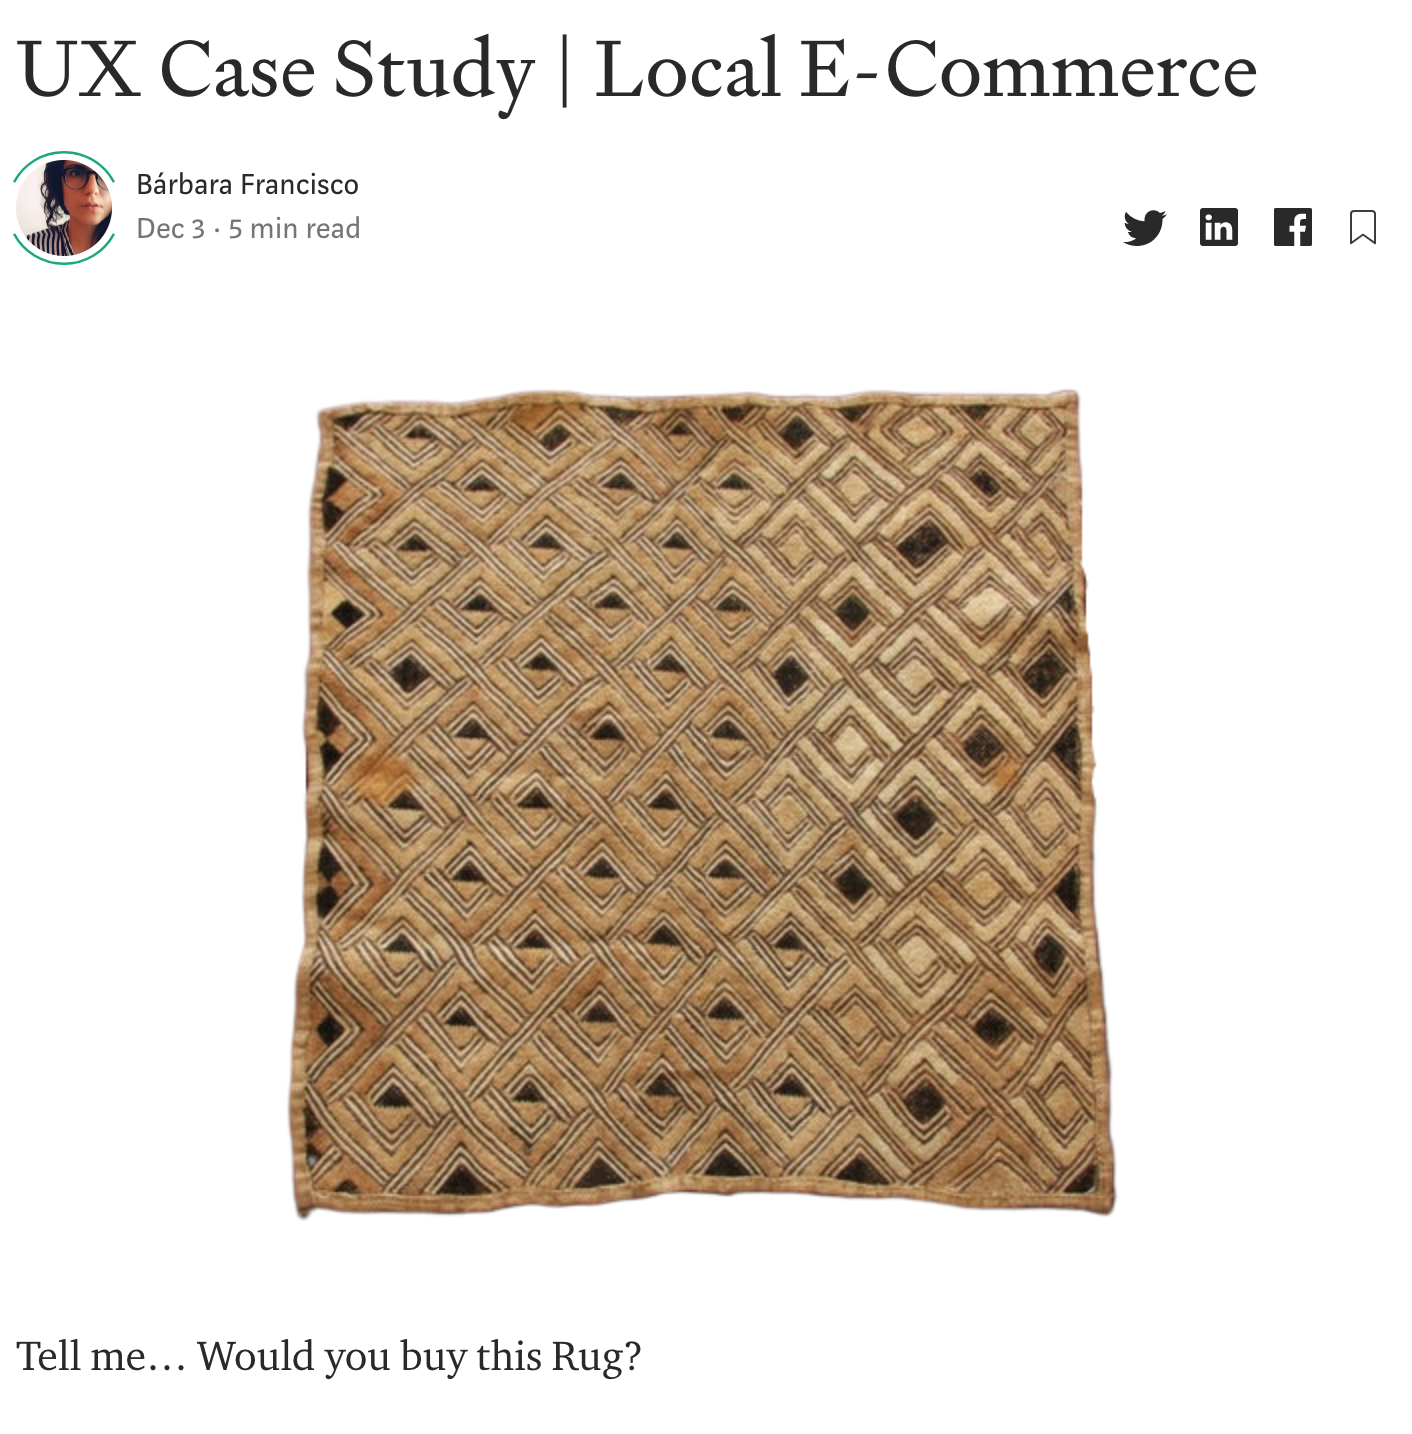 UX Case Study | Local E-Commerce
Bárbara Francisco
Dec 3 · 5 min read
in
Tell me… Would you buy this Rug?